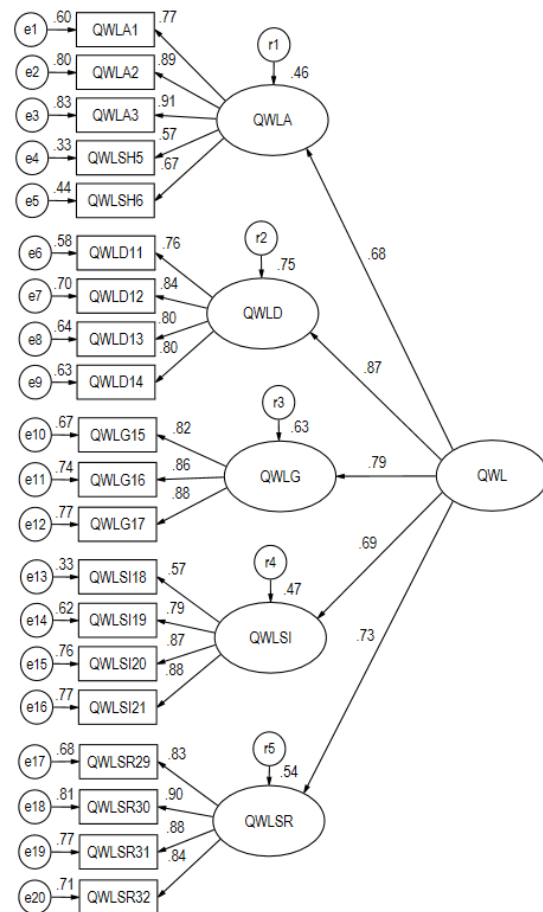 e1 .60 QWLA1 .77
e2 .80 QWLA2 .89
e3 .83 QWLA3 .91
e4 .33 QWLSH5 .57
e5 .44 QWLSH6 .67
r1
.46
QWLA
.68
e6 .58 QWLD11 .76
e7 .70 QWLD12 .84
e8 .64 QWLD13 .80
e9 .63 QWLD14 .80
r2
.75
QWLD
.87
e10 .67 QWLG15 .82
e11 .74 QWLG16 .86
e12 .77 QWLG17 .88
r3
.63
QWLG
.79
QWL
e13 .33 QWLSI18 .57
e14 .62 QWLSI19 .79
e15 .76 QWLSI20 .87
e16 .77 QWLSI21 .88
r4
.47
QWLSI
.69
e17 .68 QWLSR29 .83
e18 .81 QWLSR30 .90
e19 .77 QWLSR31 .88
e20 .71 QWLSR32 .84
r5
.54
QWLSR
.73